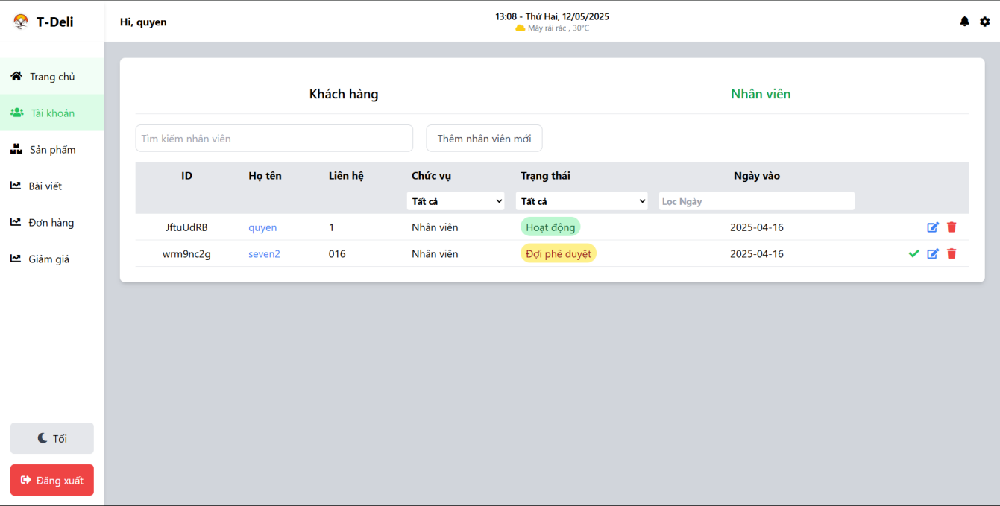 T-Deli
Hi, quyen
13:08 - Thứ Hai, 12/05/2025
Mây rải rác , 30°C
Trang chủ
Tài khoản
Sản phẩm
Bài viết
Đơn hàng
Giảm giá
Tối
Đăng xuất
Khách hàng Nhân viên
Tìm kiếm nhân viên Thêm nhân viên mới
ID Họ tên Liên hệ Chức vụ Trạng thái Ngày vào
Tất cả Tất cả Lọc Ngày
JftuUdRB quyen 1 Nhân viên Hoạt động 2025-04-16
wrm9nc2g seven2 016 Nhân viên Đợi phê duyệt 2025-04-16